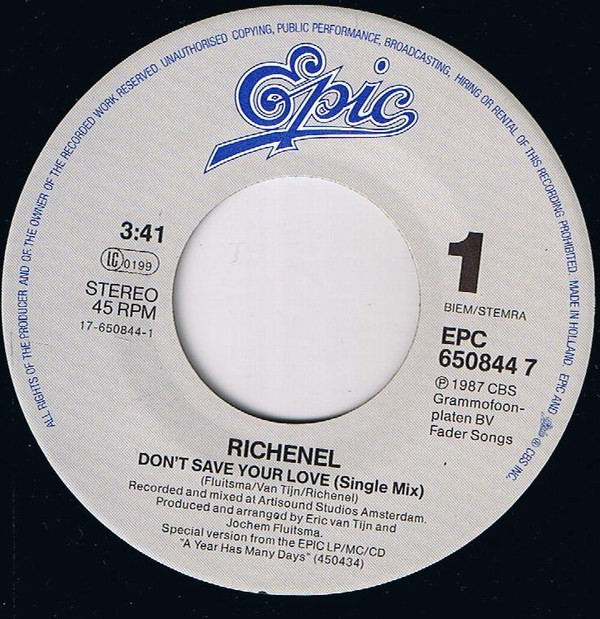 ALL RIGHTS OF THE PRODUCER AND OF THE OWNER OF THE RECORDED WORK RESERVED. UNAUTHORISED COPYING, PUBLIC PERFORMANCE, BROADCASTING, HIRING OR RENTAL OF THIS RECORDING PROHIBITED. MADE IN HOLLAND. EPIC AND ® CBS INC.
Epic
3:41
LC 0199
STEREO
45 RPM
17-650844-1
1
BIEM/STEMRA
EPC
650844 7
℗ 1987 CBS
Grammofoon-
platen BV
Fader Songs
RICHENEL
DON'T SAVE YOUR LOVE (Single Mix)
(Fluitsma/Van Tijn/Richenel)
Recorded and mixed at Artisound Studios Amsterdam.
Produced and arranged by Eric van Tijn and
Jochem Fluitsma.
Special version from the EPIC LP/MC/CD
"A Year Has Many Days" (450434)